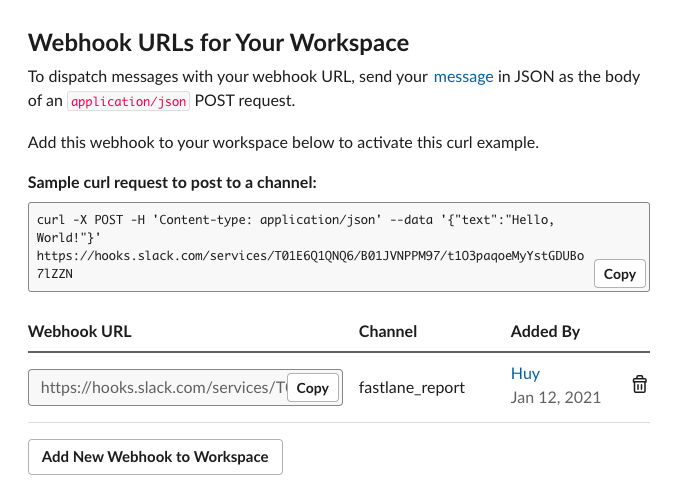 Webhook URLs for Your Workspace
To dispatch messages with your webhook URL, send your message in JSON as the body
of an application/json POST request.
Add this webhook to your workspace below to activate this curl example.
Sample curl request to post to a channel:
curl -X POST -H 'Content-type: application/json' --data '{"text":"Hello,
World!"}'
https://hooks.slack.com/services/T01E6Q1QNQ6/B01JVNPPM97/t1O3paqoeMyYstGDUBo
7lZZN
Copy
Webhook URL Channel Added By
https://hooks.slack.com/services/T Copy fastlane_report Huy
Jan 12, 2021
Add New Webhook to Workspace